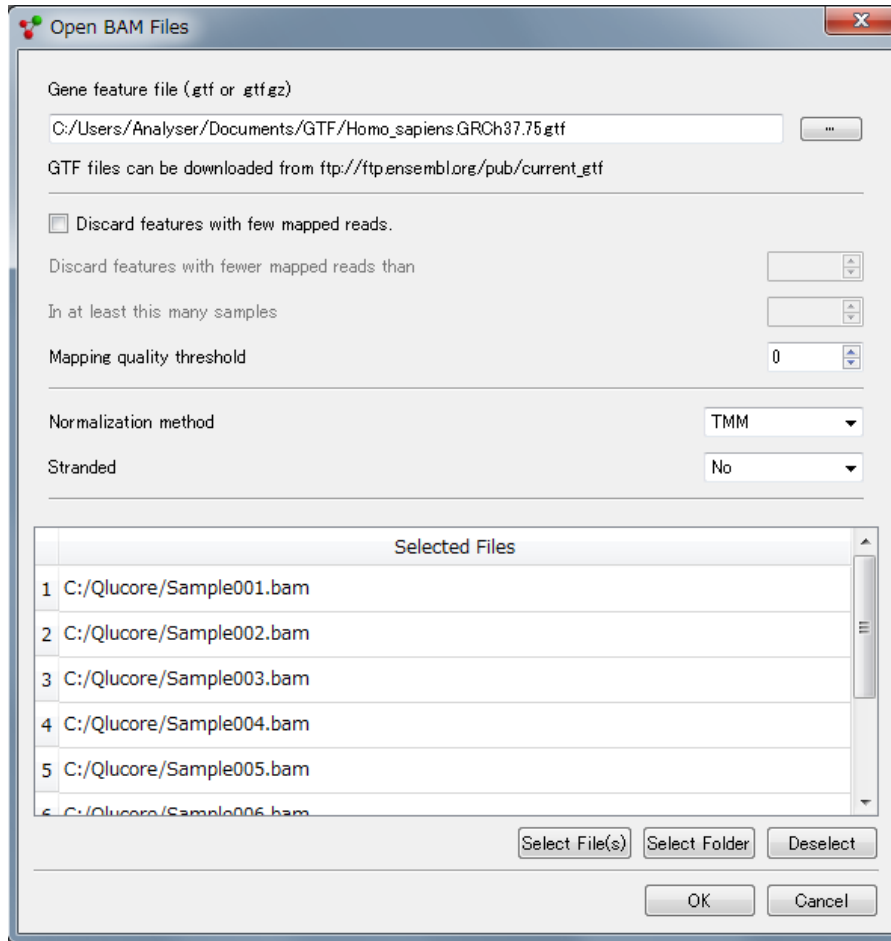 Open BAM Files
Gene feature file (.gtf or .gtf.gz)
C:/Users/Analyser/Documents/GTF/Homo_sapiens.GRCh37.75.gtf
...
GTF files can be downloaded from ftp://ftp.ensembl.org/pub/current_gtf
Discard features with few mapped reads.
Discard features with fewer mapped reads than
In at least this many samples
Mapping quality threshold 0
Normalization method TMM
Stranded No
Selected Files
1 C:/Qlucore/Sample001.bam
2 C:/Qlucore/Sample002.bam
3 C:/Qlucore/Sample003.bam
4 C:/Qlucore/Sample004.bam
5 C:/Qlucore/Sample005.bam
6 C:/Qlucore/Sample006.bam
Select File(s) Select Folder Deselect
OK Cancel